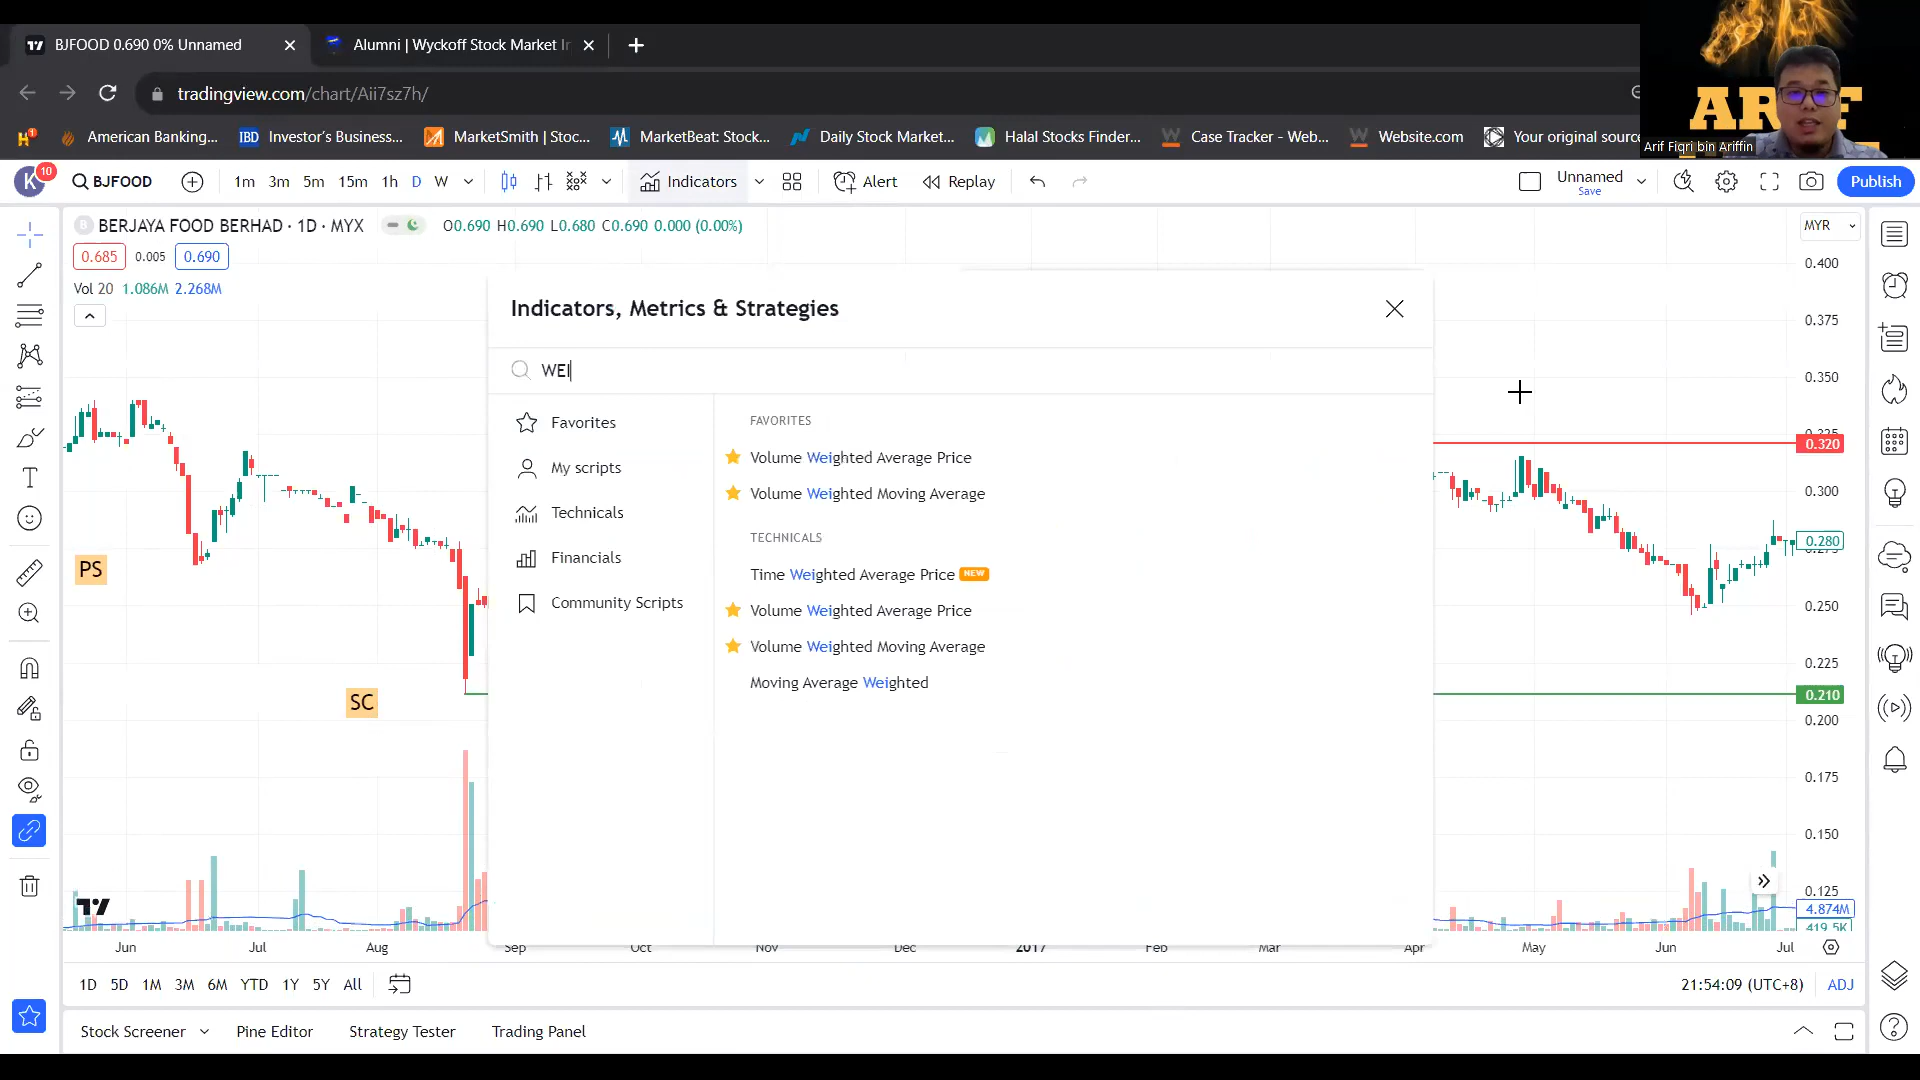 BJFOOD 0.690 0% Unnamed
Alumni | Wyckoff Stock Market In
tradingview.com/chart/Aii7sz7h/
American Banking...
IBD Investor's Business...
MarketSmith | Stoc...
MarketBeat: Stock...
Daily Stock Market...
Halal Stocks Finder...
Case Tracker - Web...
Website.com
Your original source
Arif Fiqri bin Ariffin
K 10
BJFOOD
1m 3m 5m 15m 1h D W
Indicators
Alert
Replay
Unnamed
Save
Publish
BERJAYA FOOD BERHAD · 1D · MYX
O0.690 H0.690 L0.680 C0.690 0.000 (0.00%)
MYR
0.685 0.005 0.690
Vol 20 1.086M 2.268M
Indicators, Metrics & Strategies
WEI
Favorites
My scripts
Technicals
Financials
Community Scripts
FAVORITES
Volume Weighted Average Price
Volume Weighted Moving Average
TECHNICALS
Time Weighted Average Price NEW
Volume Weighted Average Price
Volume Weighted Moving Average
Moving Average Weighted
PS
SC
0.400
0.375
0.350
0.320
0.300
0.280
0.250
0.225
0.210
0.200
0.175
0.150
0.125
4.874M
419.5K
Jun Jul Aug Sep Oct Nov Dec 2017 Feb Mar Apr May Jun Jul
1D 5D 1M 3M 6M YTD 1Y 5Y All
21:54:09 (UTC+8) ADJ
Stock Screener Pine Editor Strategy Tester Trading Panel